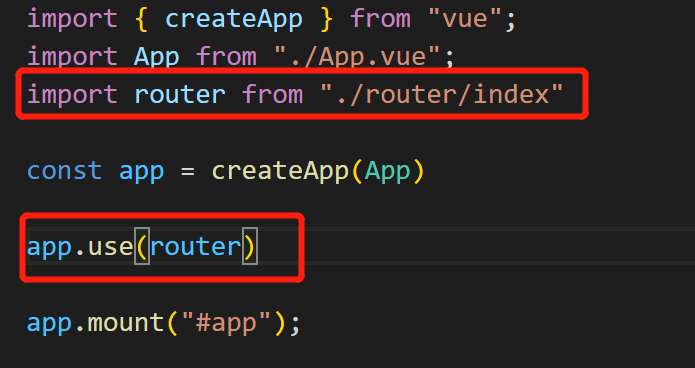 import { createApp } from "vue";
import App from "./App.vue";
import router from "./router/index"
const app = createApp(App)
app.use(router)
app.mount("#app");